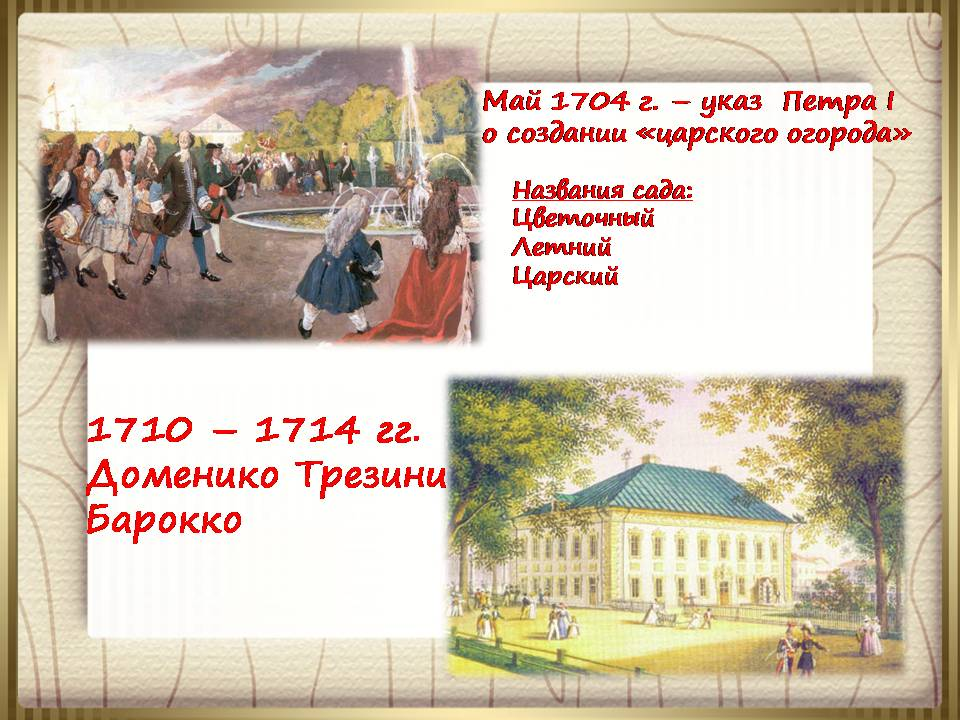 Май 1704 г. – указ Петра I
о создании «царского огорода»
Названия сада:
Цветочный
Летний
Царский
1710 – 1714 гг.
Доменико Трезини
Барокко